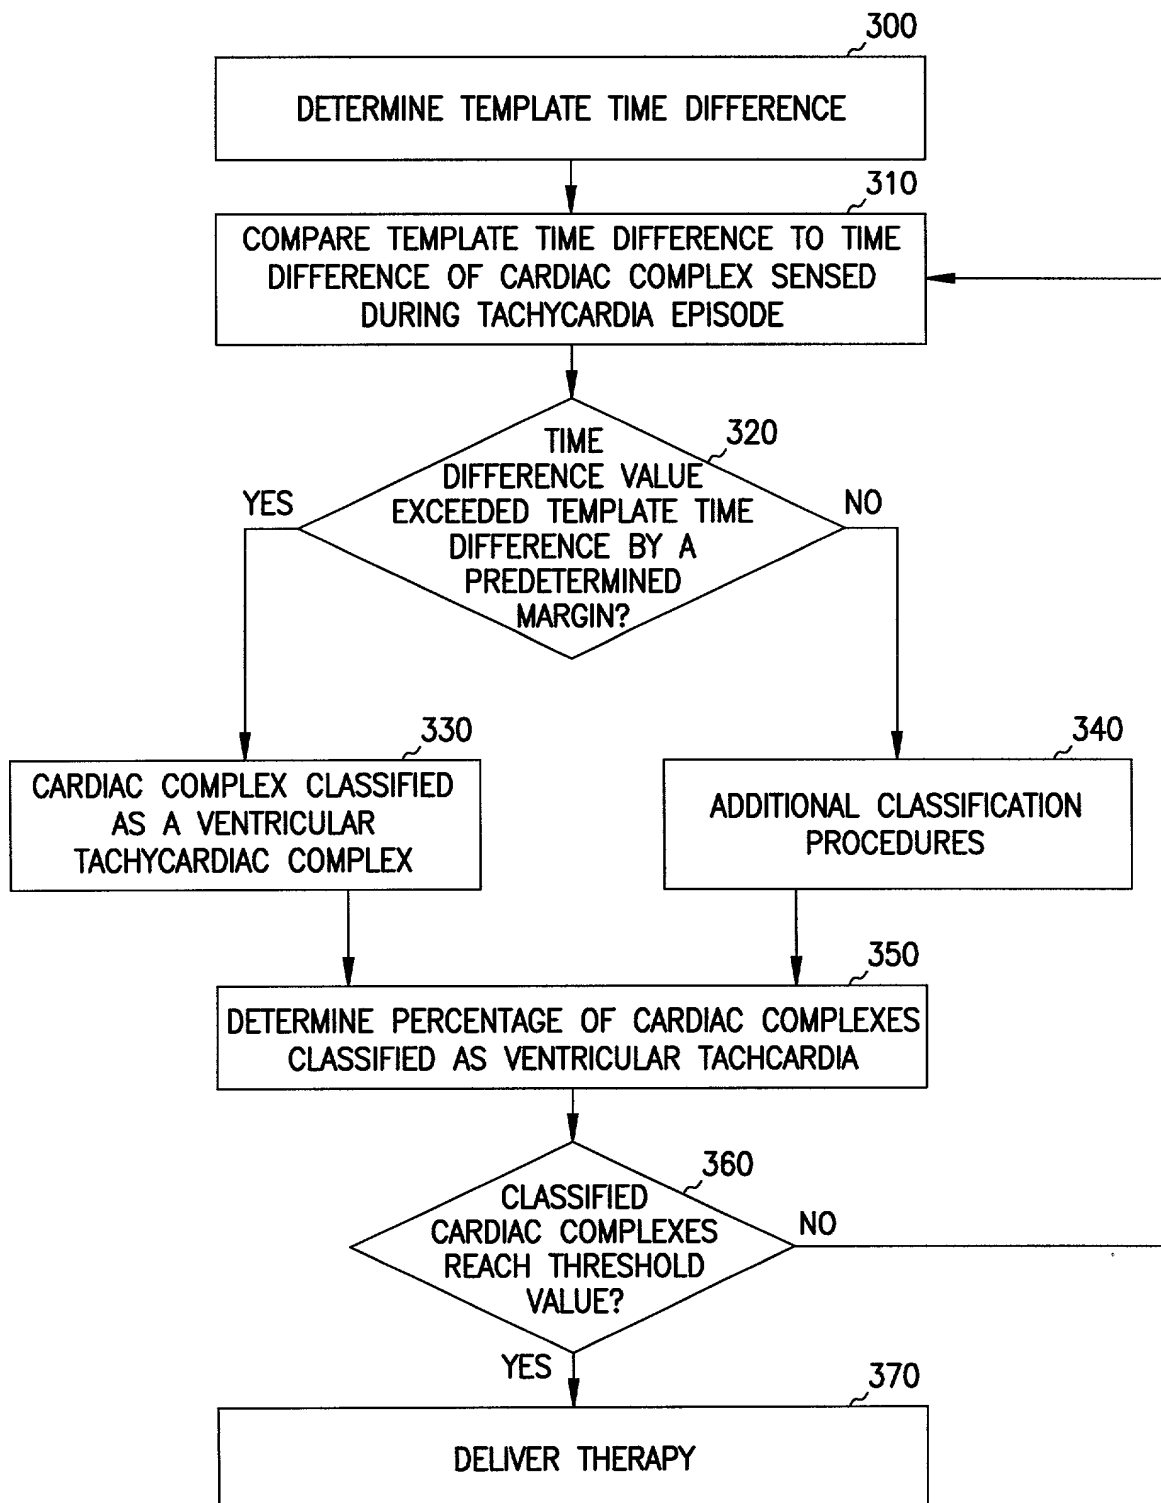 300
DETERMINE TEMPLATE TIME DIFFERENCE
310
COMPARE TEMPLATE TIME DIFFERENCE TO TIME
DIFFERENCE OF CARDIAC COMPLEX SENSED
DURING TACHYCARDIA EPISODE
320
TIME
DIFFERENCE VALUE
EXCEEDED TEMPLATE TIME
DIFFERENCE BY A
PREDETERMINED
MARGIN?
YES
NO
330
CARDIAC COMPLEX CLASSIFIED
AS A VENTRICULAR
TACHYCARDIAC COMPLEX
340
ADDITIONAL CLASSIFICATION
PROCEDURES
350
DETERMINE PERCENTAGE OF CARDIAC COMPLEXES
CLASSIFIED AS VENTRICULAR TACHCARDIA
360
CLASSIFIED
CARDIAC COMPLEXES
REACH THRESHOLD
VALUE?
NO
YES
370
DELIVER THERAPY